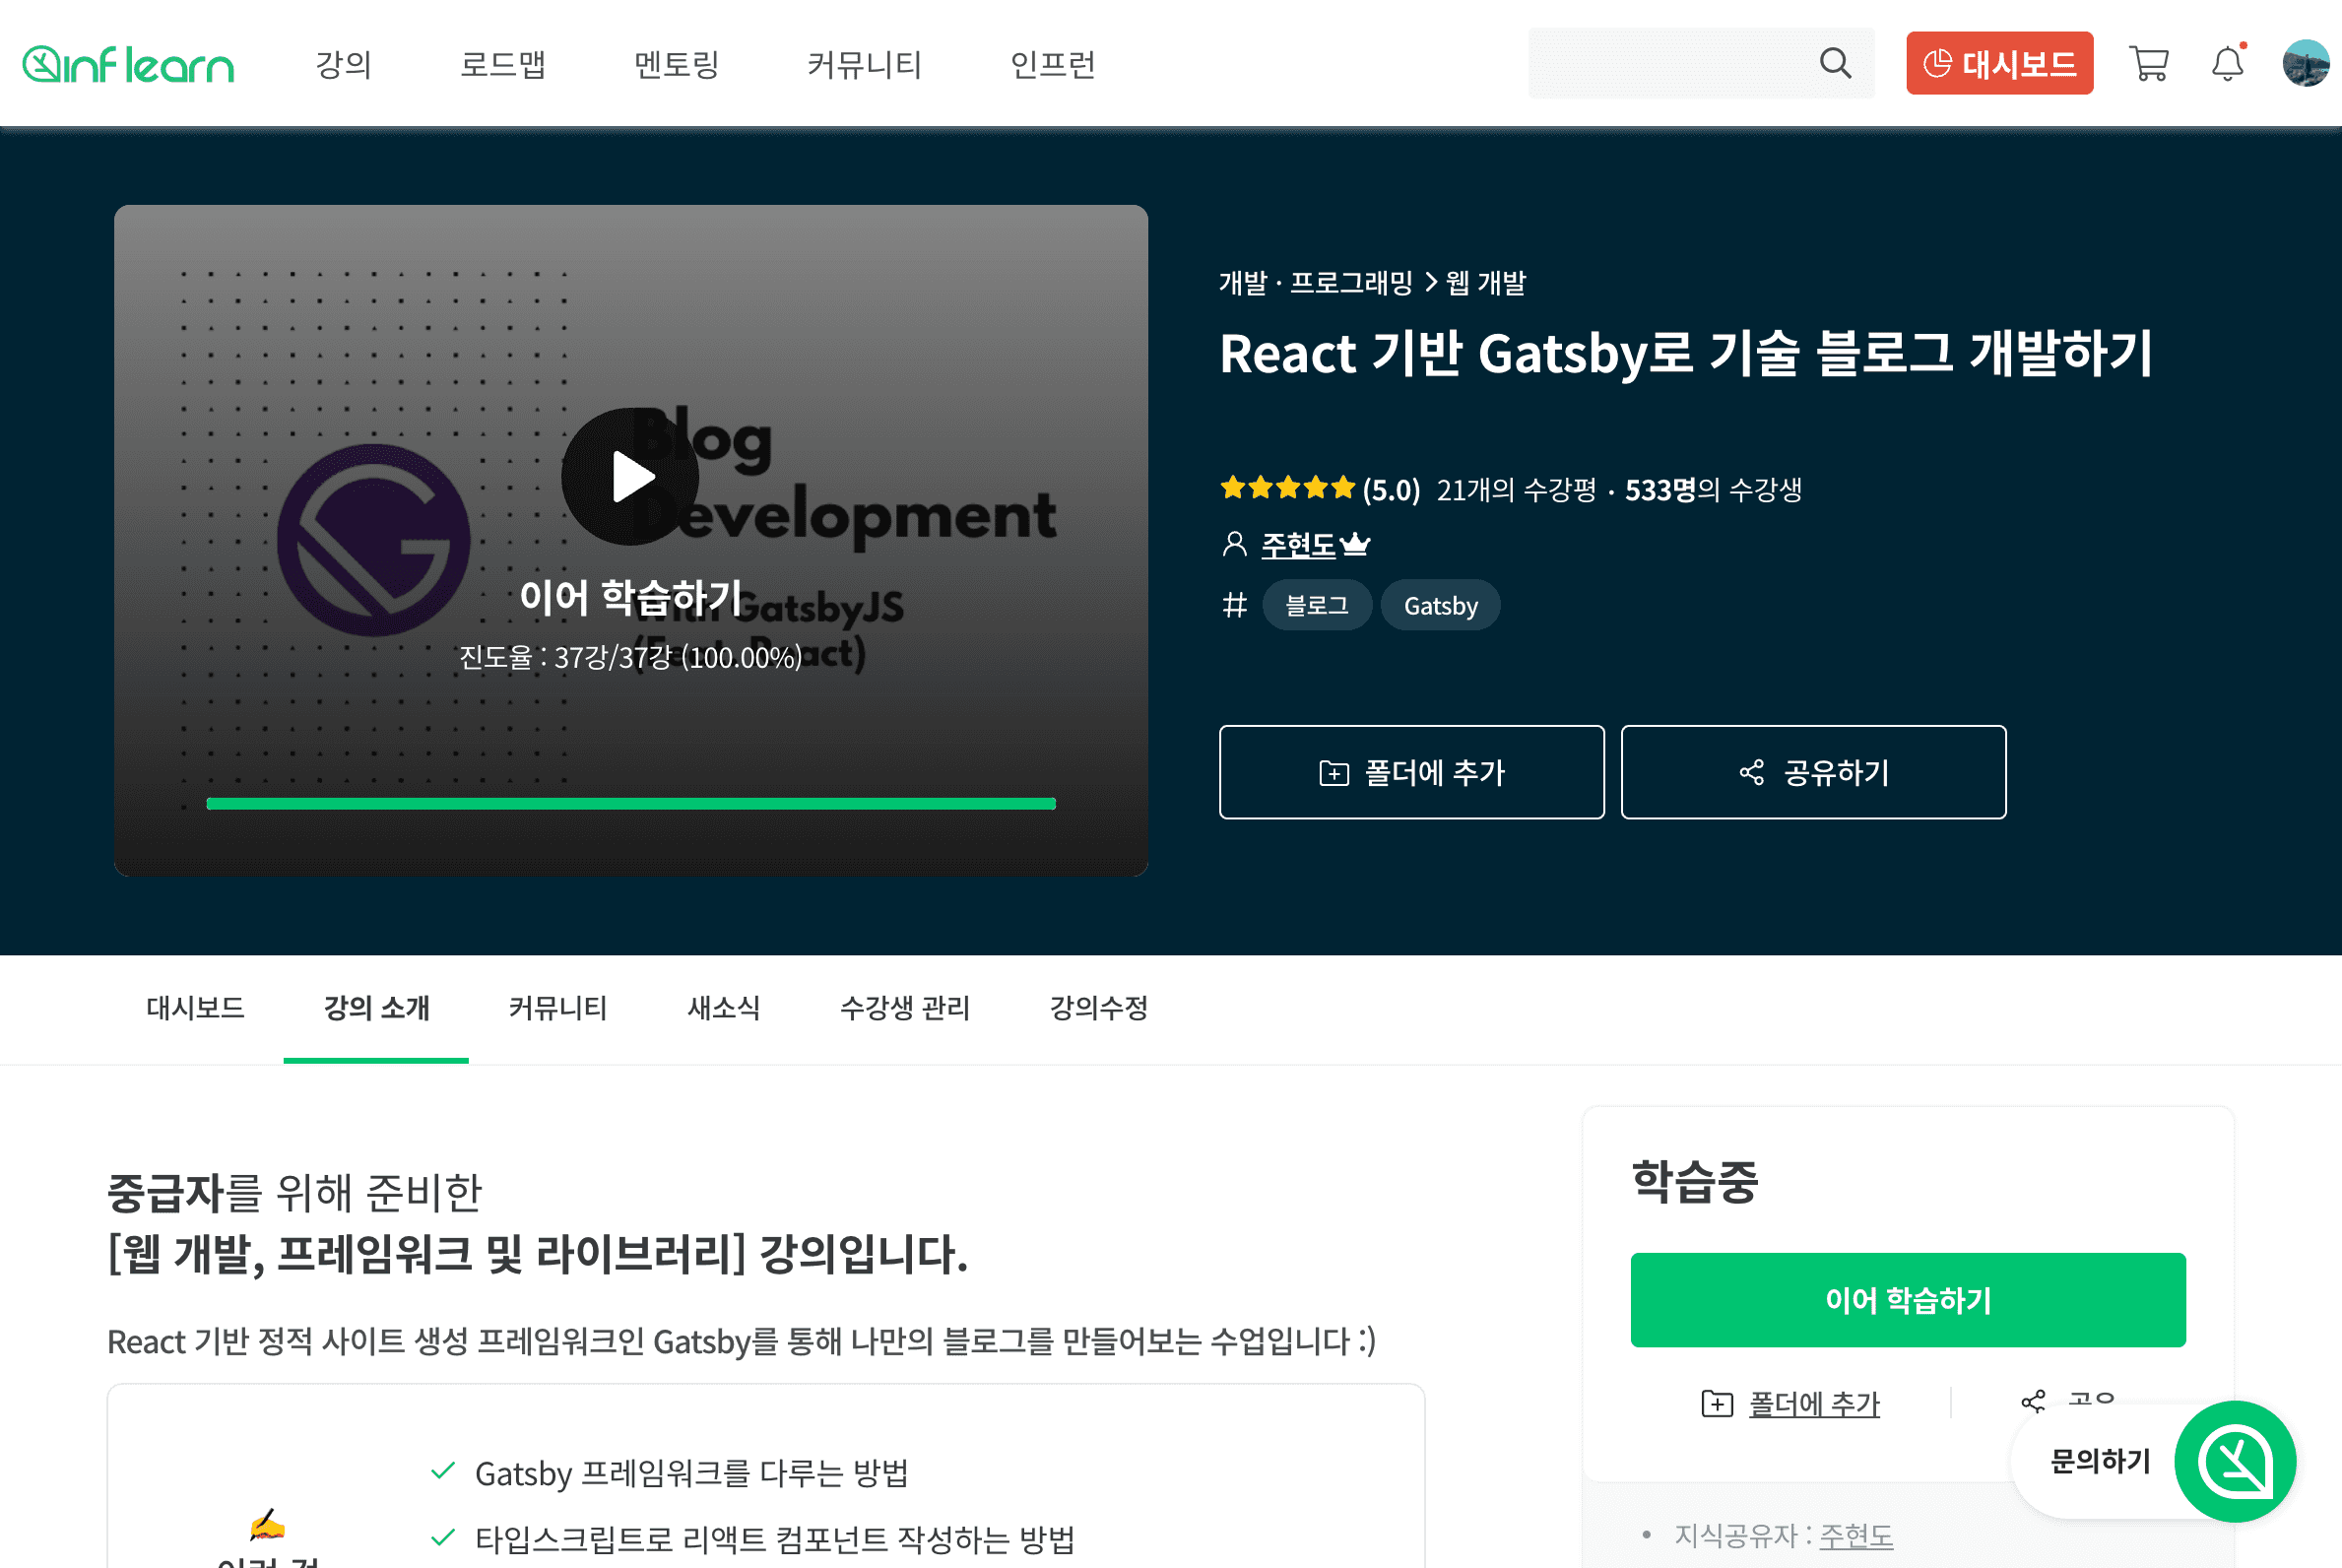 inflearn
강의 로드맵 멘토링 커뮤니티 인프런
대시보드
Blog
Development
With GatsbyJS
이어 학습하기
진도율 : 37강/37강 (100.00%)
개발 · 프로그래밍 > 웹 개발
React 기반 Gatsby로 기술 블로그 개발하기
(5.0) 21개의 수강평 · 533명의 수강생
주현도
# 블로그 Gatsby
폴더에 추가 공유하기
대시보드 강의 소개 커뮤니티 새소식 수강생 관리 강의수정
중급자를 위해 준비한
[웹 개발, 프레임워크 및 라이브러리] 강의입니다.
React 기반 정적 사이트 생성 프레임워크인 Gatsby를 통해 나만의 블로그를 만들어보는 수업입니다 :)
Gatsby 프레임워크를 다루는 방법
타입스크립트로 리액트 컴포넌트 작성하는 방법
학습중
이어 학습하기
폴더에 추가
문의하기
• 지식공유자 : 주현도